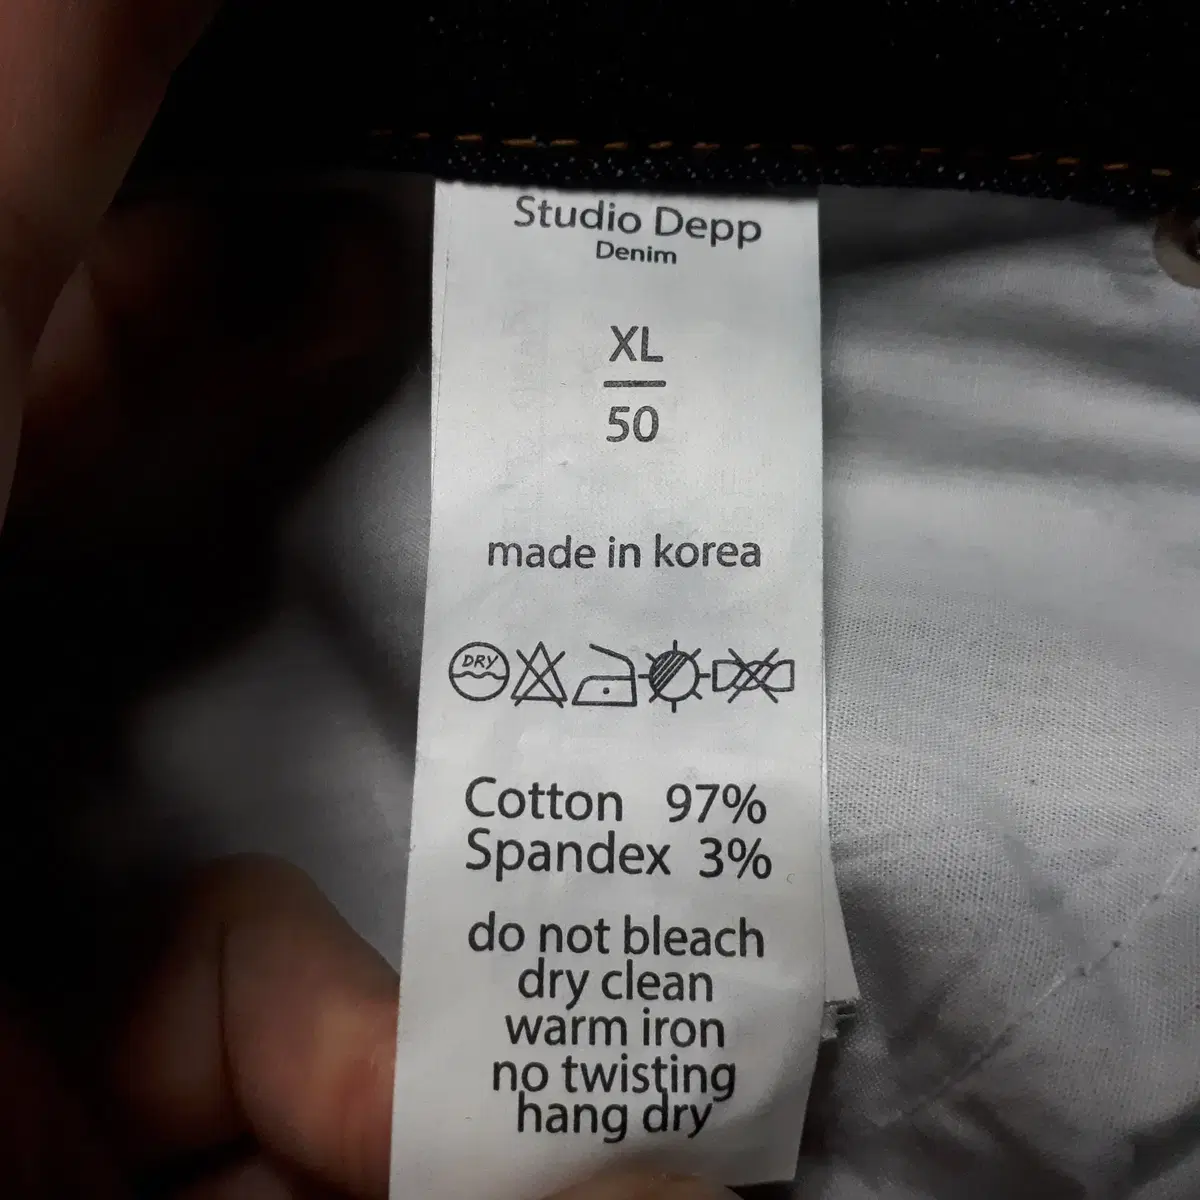 Studio Depp
Denim
XL
50
made in korea
DRY
Cotton 97%
Spandex 3%
do not bleach
dry clean
warm iron
no twisting
hang dry